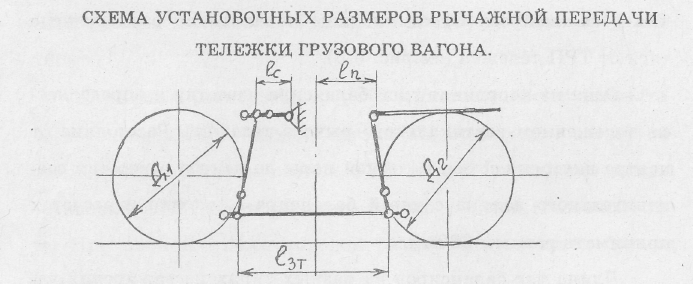 СХЕМА УСТАНОВОЧНЫХ РАЗМЕРОВ РЫЧАЖНОЙ ПЕРЕДАЧИ
ТЕЛЕЖКИ ГРУЗОВОГО ВАГОНА.
ℓс ℓп
Д1 Д2
ℓзт